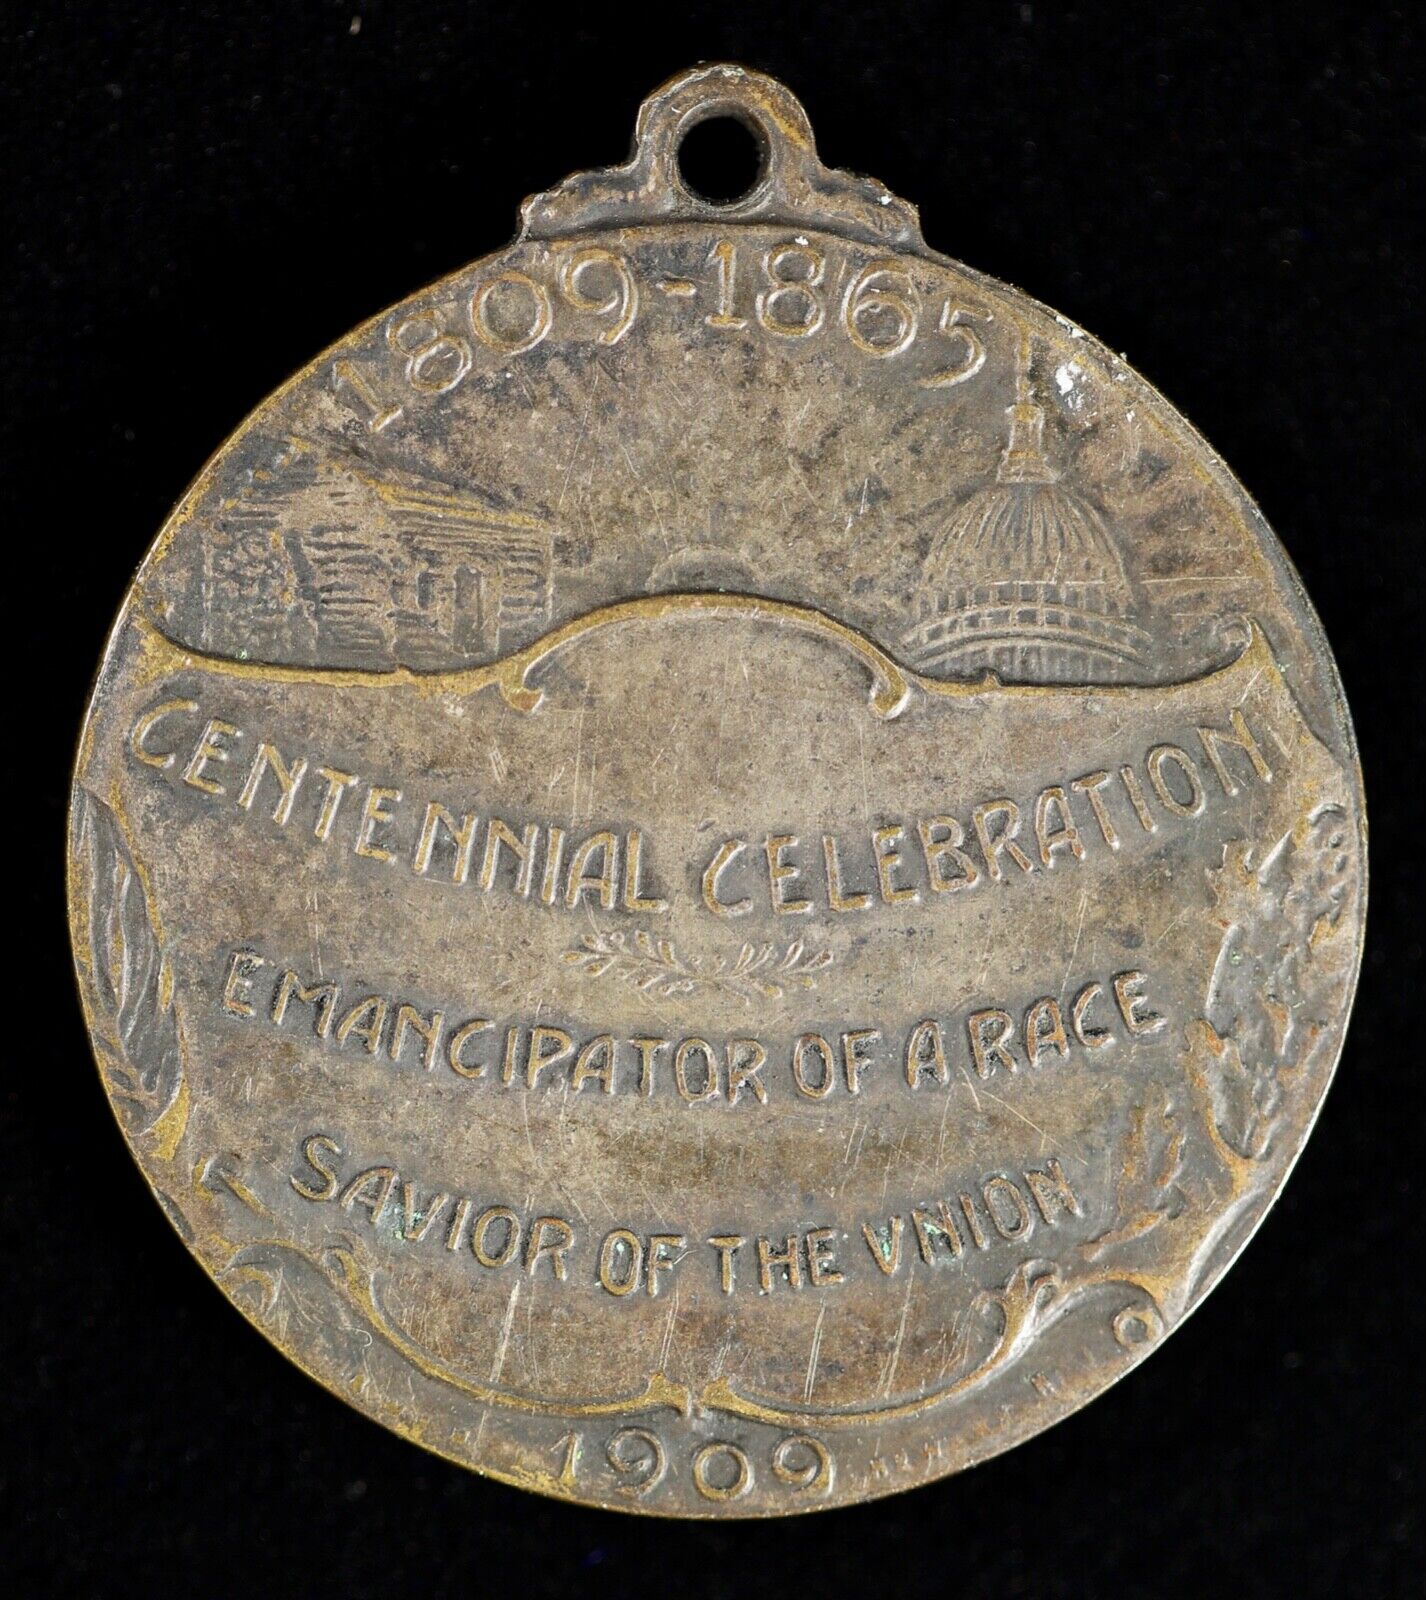 1809-1865
CENTENNIAL CELEBRATION
EMANCIPATOR OF A RACE
SAVIOR OF THE VNION
1909